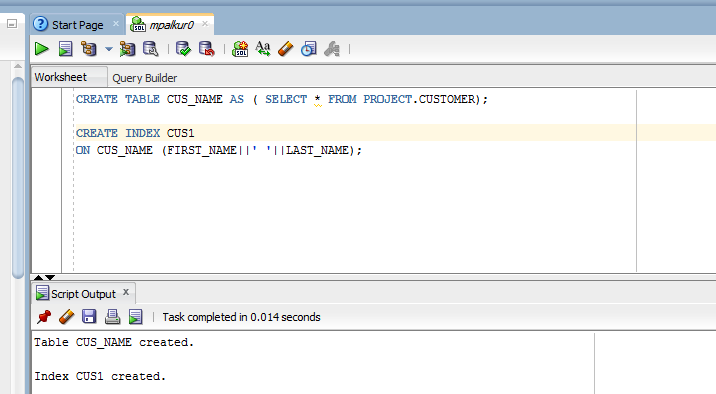 Start Page
mpalkur0
Worksheet
Query Builder
CREATE TABLE CUS_NAME AS ( SELECT * FROM PROJECT.CUSTOMER);
CREATE INDEX CUS1
ON CUS_NAME (FIRST_NAME||' '||LAST_NAME);
Script Output
Task completed in 0.014 seconds
Table CUS_NAME created.
Index CUS1 created.